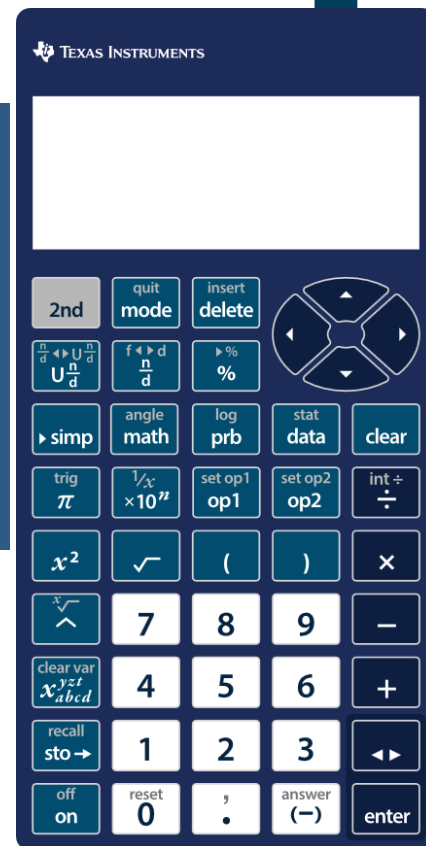 TEXAS INSTRUMENTS
quit insert
2nd mode delete
n/d ◂▸ U n/d f ◂▸ d ▸%
U n/d n/d %
angle log stat
▸ simp math prb data clear
trig 1/x set op1 set op2 int ÷
π ×10ⁿ op1 op2 ÷
x² √ ( ) ×
ˣ√
^ 7 8 9 −
clear var
x yzt abcd 4 5 6 +
recall
sto→ 1 2 3 ◂ ▸
off reset , answer
on 0 . (−) enter